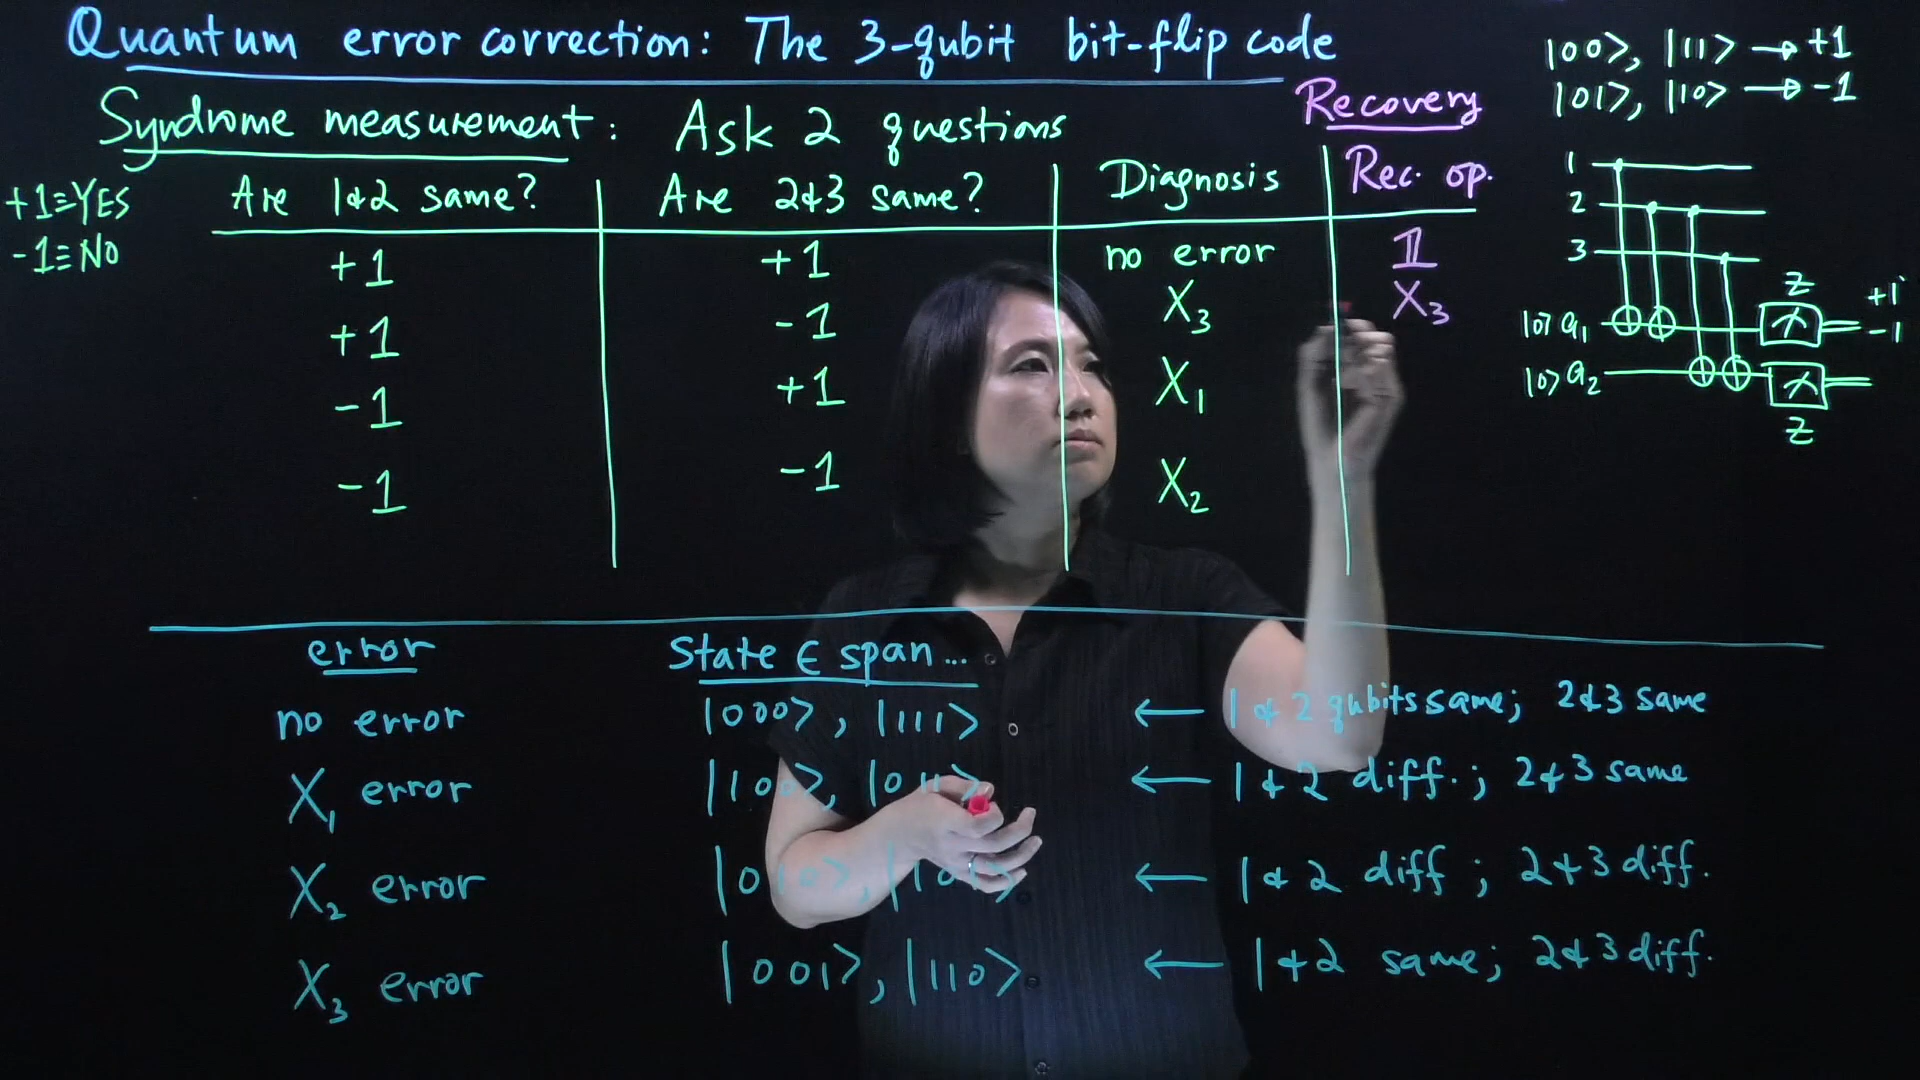 Quantum error correction: The 3-qubit bit-flip code
|00>, |11> → +1
|01>, |10> → -1
Syndrome measurement: Ask 2 questions
Recovery
+1≡YES
-1≡NO
Are 1&2 same? Are 2&3 same? Diagnosis Rec. op.
+1 +1 no error 𝟙
+1 -1 X₃ X₃
-1 +1 X₁
-1 -1 X₂
1
2
3
|0> a₁ Z +1 -1
|0> a₂ Z
error State ∈ span...
no error |000>, |111> ← 1 & 2 qubits same; 2&3 same
X₁ error |100>, |011> ← 1 & 2 diff.; 2&3 same
X₂ error |010>, |101> ← 1 & 2 diff; 2&3 diff.
X₃ error |001>, |110> ← 1&2 same; 2&3 diff.